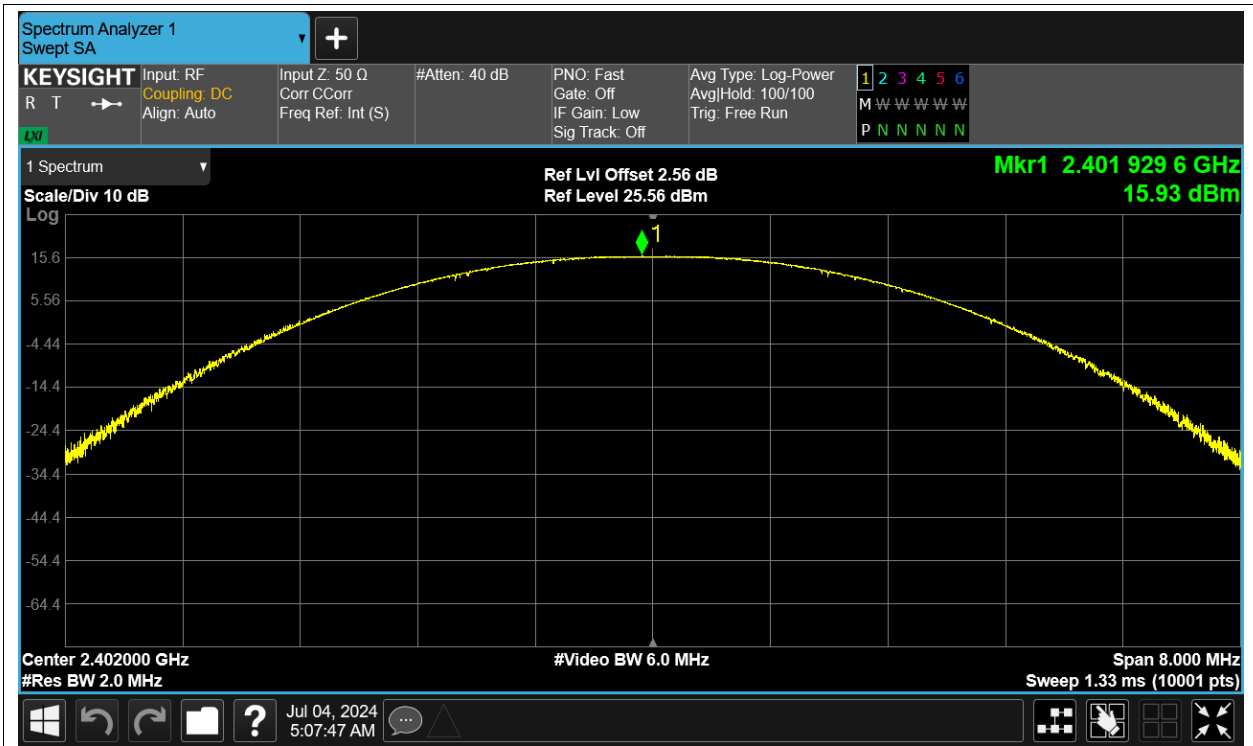 Spectrum Analyzer 1
Swept SA
KEYSIGHT
R T
LXI
Input: RF
Coupling: DC
Align: Auto
Input Z: 50 Ω
Corr CCorr
Freq Ref: Int (S)
#Atten: 40 dB
PNO: Fast
Gate: Off
IF Gain: Low
Sig Track: Off
Avg Type: Log-Power
Avg|Hold: 100/100
Trig: Free Run
1 2 3 4 5 6
M W W W W W
P N N N N N
1 Spectrum
Scale/Div 10 dB
Log
Ref Lvl Offset 2.56 dB
Ref Level 25.56 dBm
Mkr1 2.401 929 6 GHz
15.93 dBm
1
15.6
5.56
-4.44
-14.4
-24.4
-34.4
-44.4
-54.4
-64.4
Center 2.402000 GHz
#Res BW 2.0 MHz
#Video BW 6.0 MHz
Span 8.000 MHz
Sweep 1.33 ms (10001 pts)
?
Jul 04, 2024
5:07:47 AM